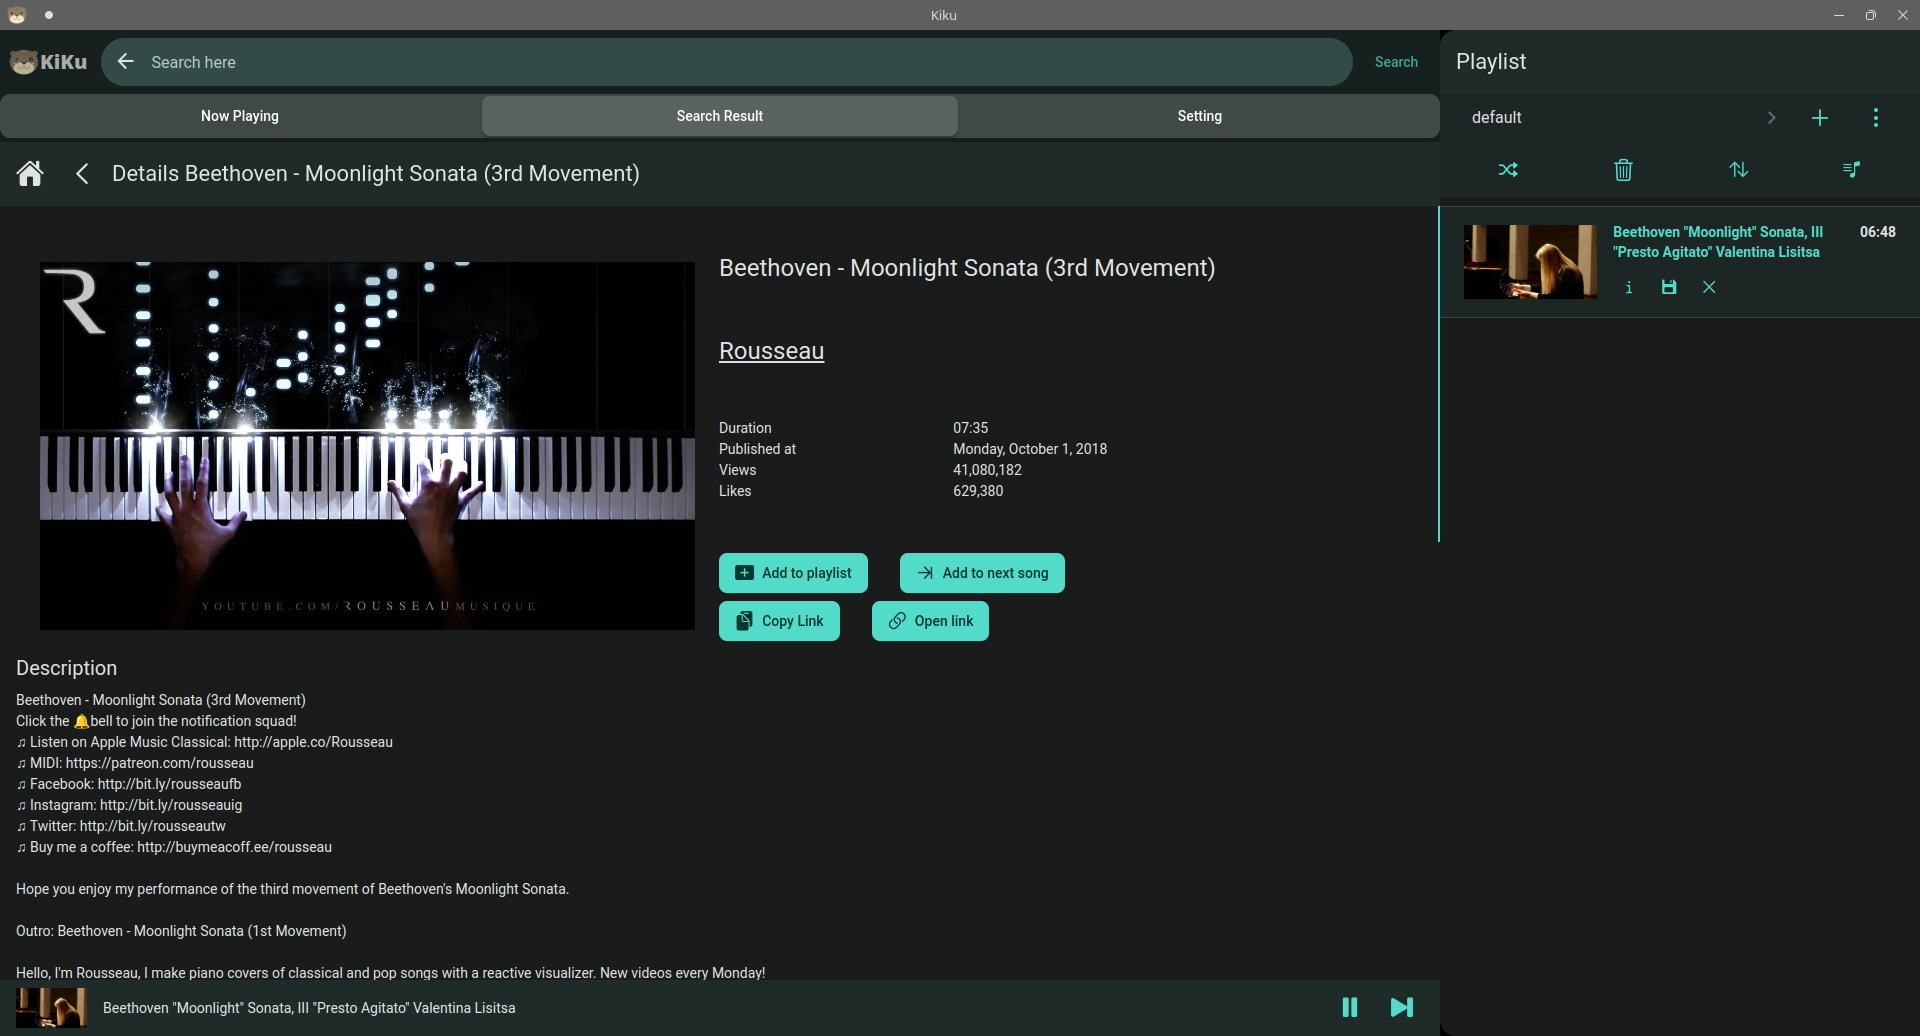 Kiku
KiKu
Search here
Search
Now Playing
Search Result
Setting
Details Beethoven - Moonlight Sonata (3rd Movement)
R
YOUTUBE.COM/ROUSSEAUMUSIQUE
Beethoven - Moonlight Sonata (3rd Movement)
Rousseau
Duration 07:35
Published at Monday, October 1, 2018
Views 41,080,182
Likes 629,380
Add to playlist
Add to next song
Copy Link
Open link
Description
Beethoven - Moonlight Sonata (3rd Movement)
Click the 🔔bell to join the notification squad!
♫ Listen on Apple Music Classical: http://apple.co/Rousseau
♫ MIDI: https://patreon.com/rousseau
♫ Facebook: http://bit.ly/rousseaufb
♫ Instagram: http://bit.ly/rousseauig
♫ Twitter: http://bit.ly/rousseautw
♫ Buy me a coffee: http://buymeacoff.ee/rousseau
Hope you enjoy my performance of the third movement of Beethoven's Moonlight Sonata.
Outro: Beethoven - Moonlight Sonata (1st Movement)
Hello, I'm Rousseau, I make piano covers of classical and pop songs with a reactive visualizer. New videos every Monday!
Beethoven "Moonlight" Sonata, III "Presto Agitato" Valentina Lisitsa
Playlist
default
Beethoven "Moonlight" Sonata, III
"Presto Agitato" Valentina Lisitsa
06:48